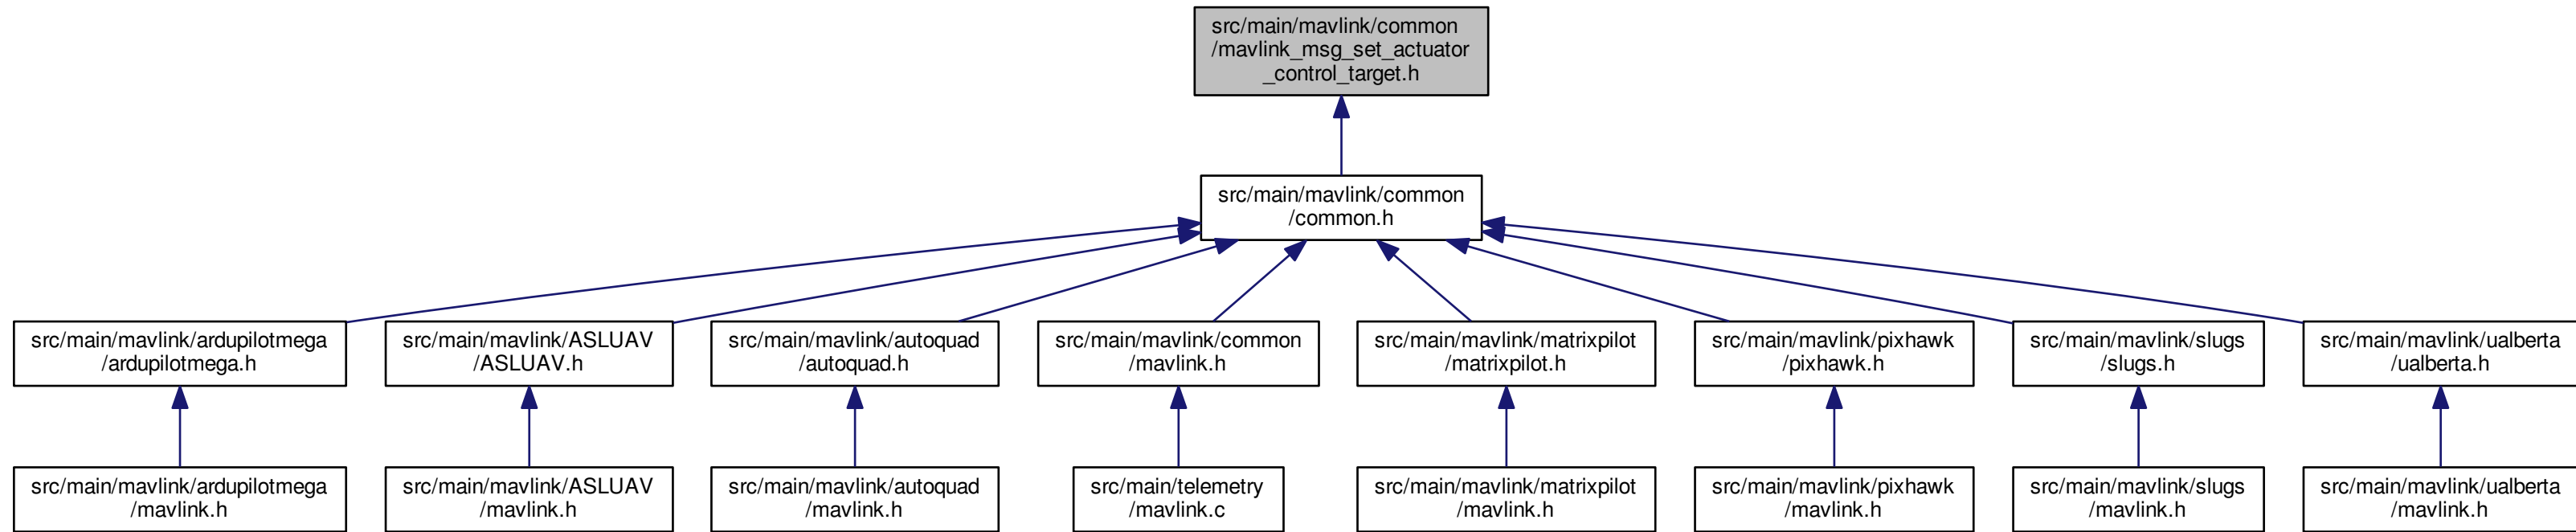 src/main/mavlink/common
/mavlink_msg_set_actuator
_control_target.h
src/main/mavlink/common
/common.h
src/main/mavlink/ardupilotmega
/ardupilotmega.h
src/main/mavlink/ASLUAV
/ASLUAV.h
src/main/mavlink/autoquad
/autoquad.h
src/main/mavlink/common
/mavlink.h
src/main/mavlink/matrixpilot
/matrixpilot.h
src/main/mavlink/pixhawk
/pixhawk.h
src/main/mavlink/slugs
/slugs.h
src/main/mavlink/ualberta
/ualberta.h
src/main/mavlink/ardupilotmega
/mavlink.h
src/main/mavlink/ASLUAV
/mavlink.h
src/main/mavlink/autoquad
/mavlink.h
src/main/telemetry
/mavlink.c
src/main/mavlink/matrixpilot
/mavlink.h
src/main/mavlink/pixhawk
/mavlink.h
src/main/mavlink/slugs
/mavlink.h
src/main/mavlink/ualberta
/mavlink.h